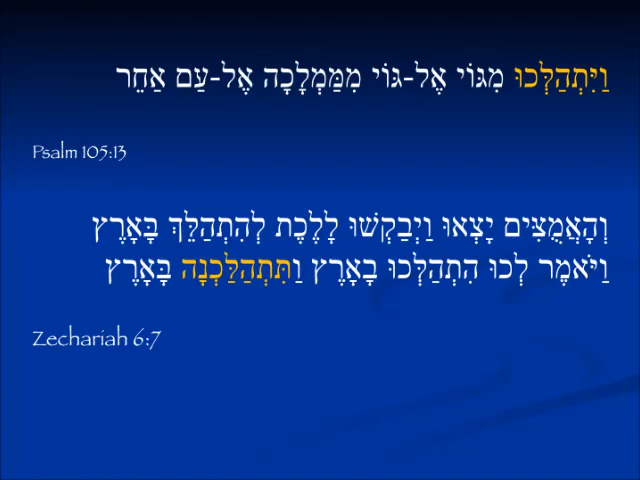 וַיִּתְהַלְּכוּ מִגּוֹי אֶל-גּוֹי מִמַּמְלָכָה אֶל-עַם אַחֵר
Psalm 105:13
וְהָאֲמֻצִּים יָצְאוּ וַיְבַקְשׁוּ לָלֶכֶת לְהִתְהַלֵּךְ בָּאָרֶץ
וַיֹּאמֶר לְכוּ הִתְהַלְּכוּ בָאָרֶץ וַתִּתְהַלַּכְנָה בָּאָרֶץ
Zechariah 6:7